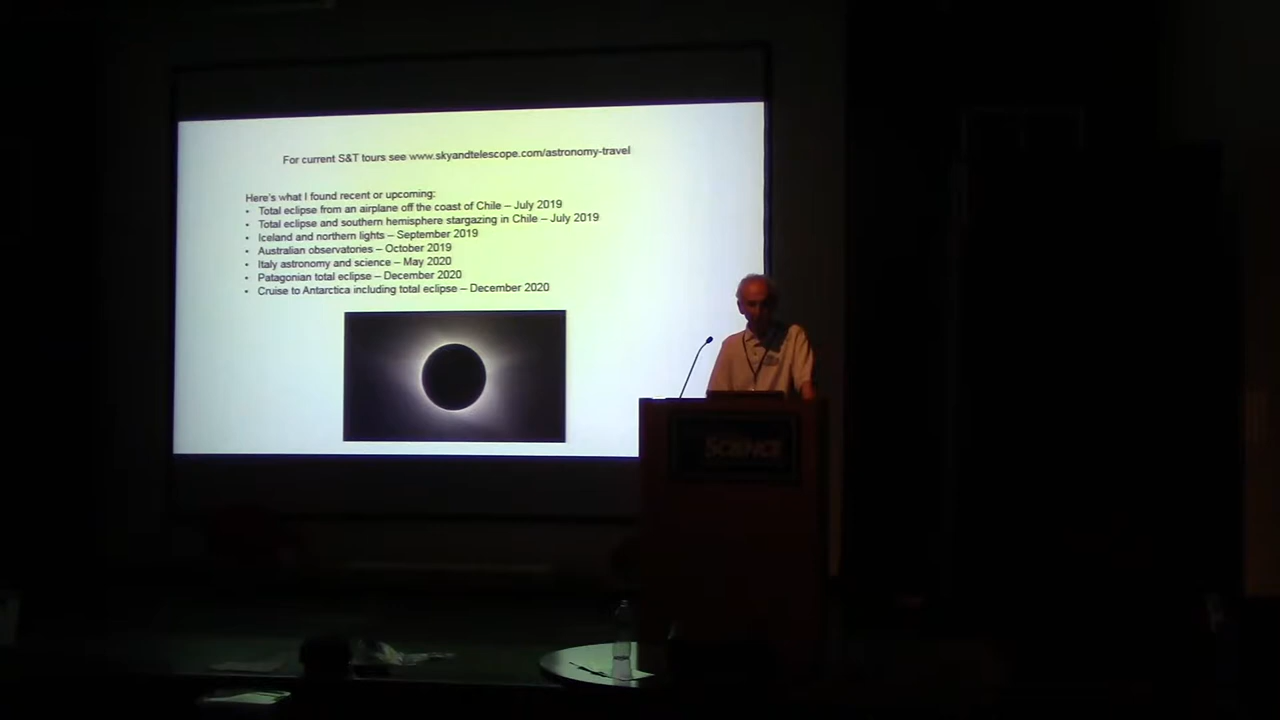 For current S&T tours see www.skyandtelescope.com/astronomy-travel
Here's what I found recent or upcoming:
• Total eclipse from an airplane off the coast of Chile – July 2019
• Total eclipse and southern hemisphere stargazing in Chile – July 2019
• Iceland and northern lights – September 2019
• Australian observatories – October 2019
• Italy astronomy and science – May 2020
• Patagonian total eclipse – December 2020
• Cruise to Antarctica including total eclipse – December 2020
SCIENCE